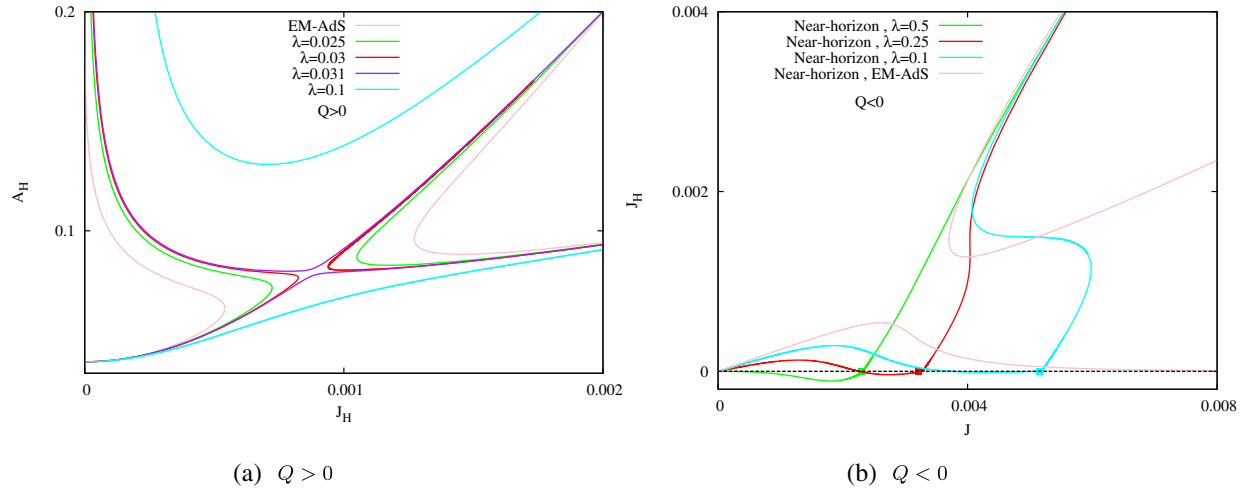 0.2
0.1
0
0.001
0.002
A_H
J_H
EM-AdS
λ=0.025
λ=0.03
λ=0.031
λ=0.1
Q>0
(a) Q > 0
0.004
0.002
0
0
0.004
0.008
J_H
J
Near-horizon , λ=0.5
Near-horizon , λ=0.25
Near-horizon , λ=0.1
Near-horizon , EM-AdS
Q<0
(b) Q < 0